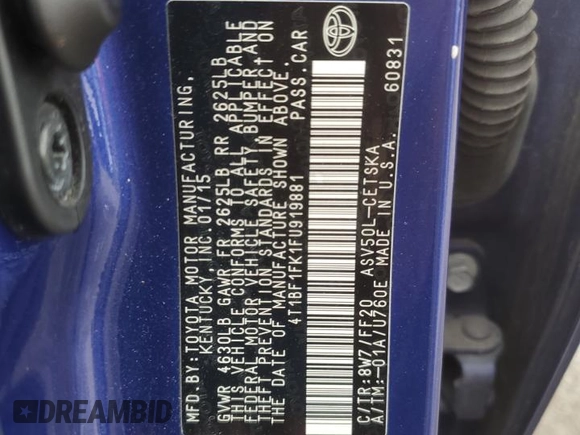 MFD. BY: TOYOTA MOTOR MANUFACTURING,
KENTUCKY, INC. 01/15
GVWR 4630LB GAWR FR 2625LB RR 2625LB
THIS VEHICLE CONFORMS TO ALL APPLICABLE
FEDERAL MOTOR VEHICLE SAFETY, BUMPER AND
THEFT PREVENTION STANDARDS IN EFFECT ON
THE DATE OF MANUFACTURE SHOWN ABOVE.
4T1BF1FK1FU919881 PASS. CAR
C/TR:8W7/FF20 ASV50L-CETSKA
A/TM:-01A/U760E MADE IN U.S.A. 60831
DREAMBID